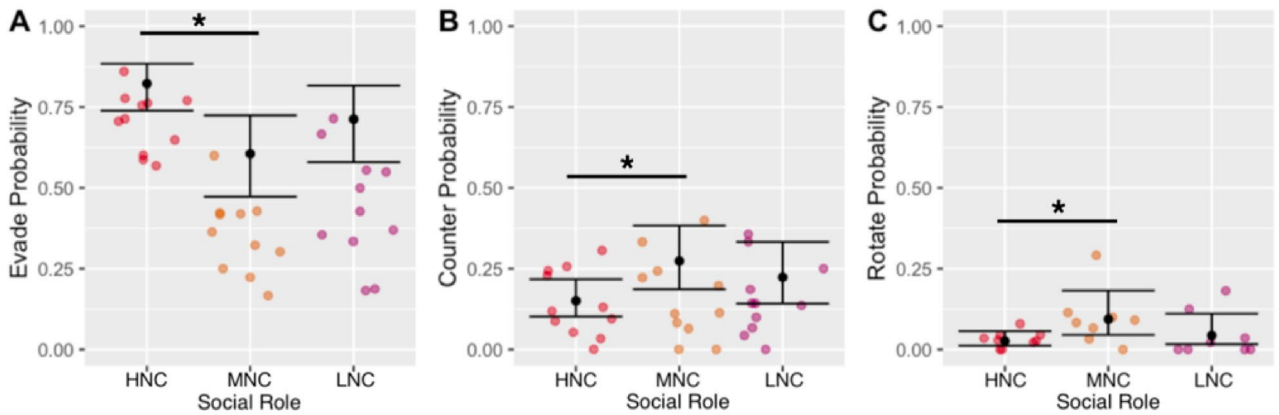 A
Evade Probability
1.00
0.75
0.50
0.25
0.00
*
HNC MNC LNC
Social Role
B
Counter Probability
1.00
0.75
0.50
0.25
0.00
*
HNC MNC LNC
Social Role
C
Rotate Probability
1.00
0.75
0.50
0.25
0.00
*
HNC MNC LNC
Social Role